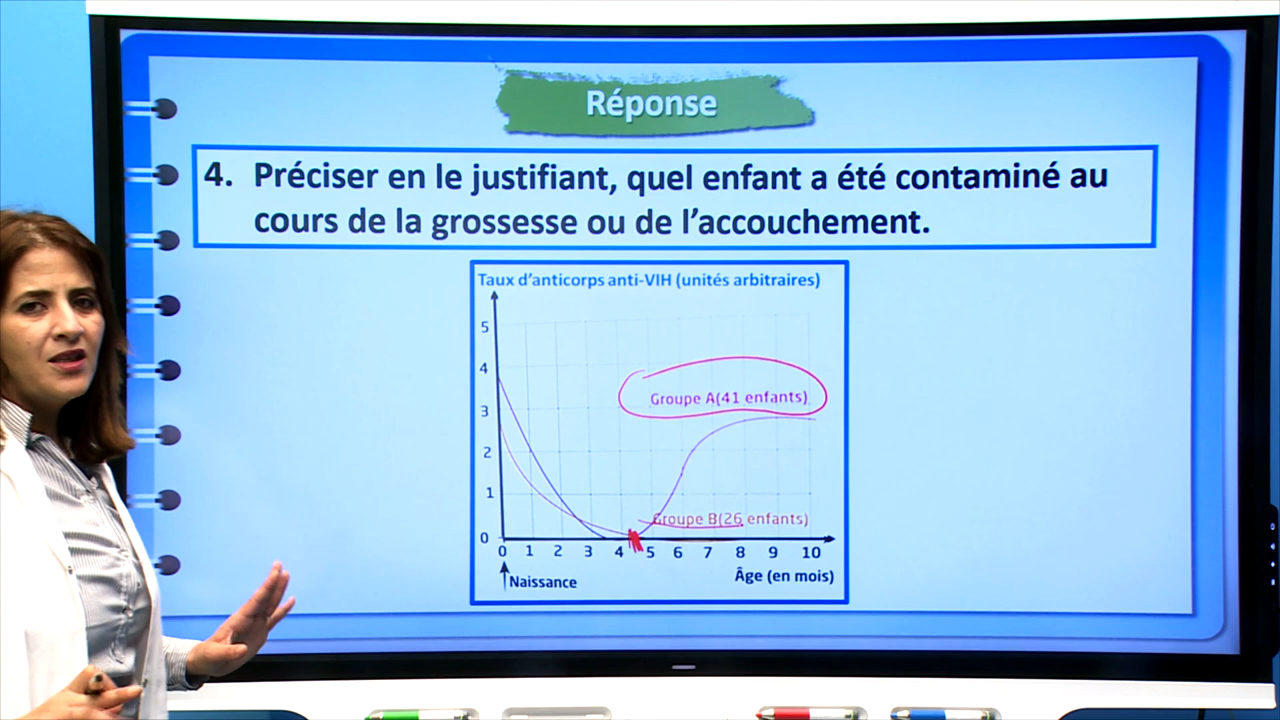 Réponse
4. Préciser en le justifiant, quel enfant a été contaminé au
cours de la grossesse ou de l'accouchement.
Taux d'anticorps anti-VIH (unités arbitraires)
5
4
3
2
1
0
Groupe A(41 enfants)
Groupe B(26 enfants)
0 1 2 3 4 5 6 7 8 9 10
Naissance
Âge (en mois)